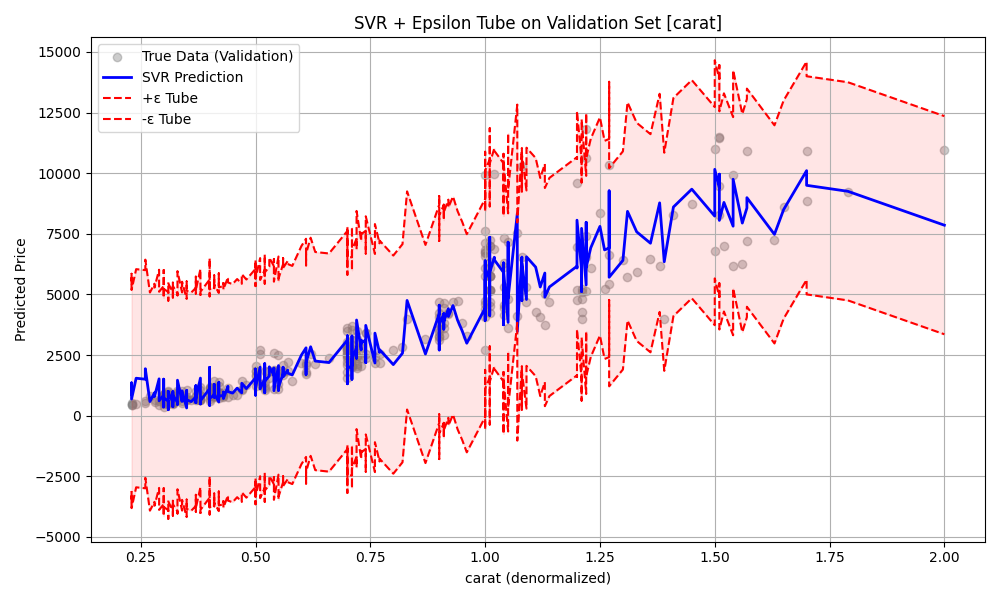 SVR + Epsilon Tube on Validation Set [carat]
True Data (Validation)
SVR Prediction
+ε Tube
-ε Tube
Predicted Price
15000
12500
10000
7500
5000
2500
0
−2500
−5000
0.25
0.50
0.75
1.00
1.25
1.50
1.75
2.00
carat (denormalized)